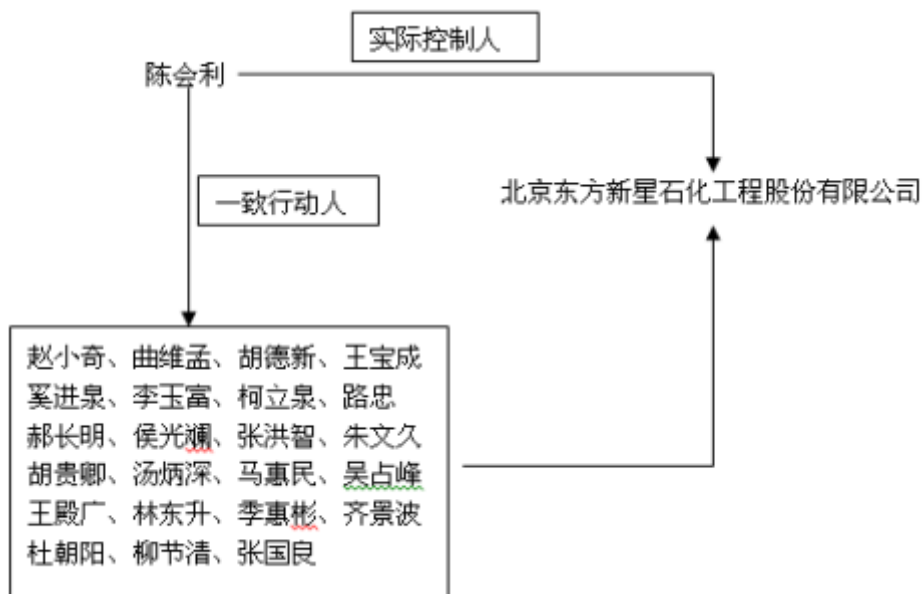 实际控制人
陈会利
一致行动人
北京东方新星石化工程股份有限公司
赵小奇、曲维孟、胡德新、王宝成
奚进泉、李玉富、柯立泉、路忠
郝长明、侯光斓、张洪智、朱文久
胡贵卿、汤炳深、马惠民、吴占峰
王殿广、林东升、季惠彬、齐景波
杜朝阳、柳节清、张国良